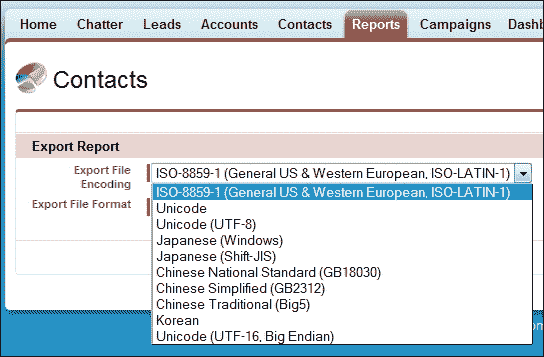 Home Chatter Leads Accounts Contacts Reports Campaigns
Contacts
Export Report
Export File Encoding
ISO-8859-1 (General US & Western European, ISO-LATIN-1)
ISO-8859-1 (General US & Western European, ISO-LATIN-1)
Export File Format
Unicode
Unicode (UTF-8)
Japanese (Windows)
Japanese (Shift-JIS)
Chinese National Standard (GB18030)
Chinese Simplified (GB2312)
Chinese Traditional (Big5)
Korean
Unicode (UTF-16, Big Endian)